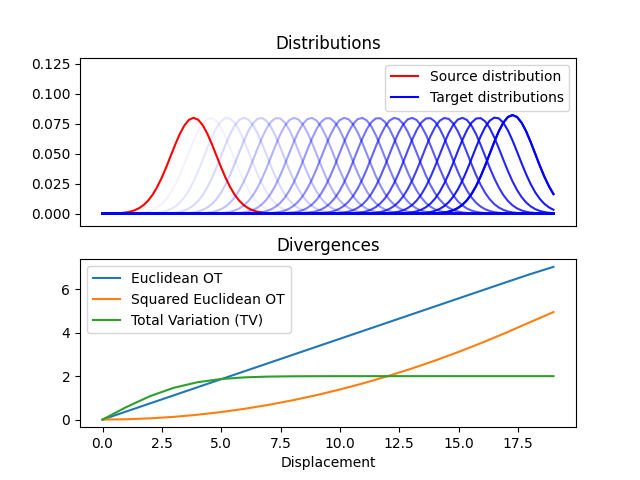 Distributions
0.125
0.100
0.075
0.050
0.025
0.000
Source distribution
Target distributions
Divergences
6
4
2
0
Euclidean OT
Squared Euclidean OT
Total Variation (TV)
0.0 2.5 5.0 7.5 10.0 12.5 15.0 17.5
Displacement